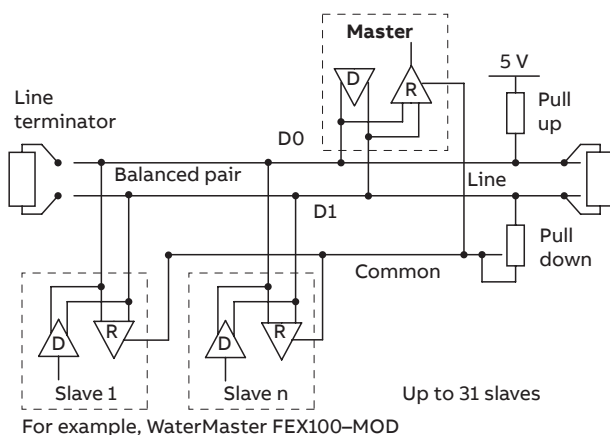 Master
5 V
D
R
Line
terminator
Pull
up
D0
Balanced pair
Line
D1
Common
Pull
down
D
R
D
R
Slave 1
Slave n
Up to 31 slaves
For example, WaterMaster FEX100–MOD